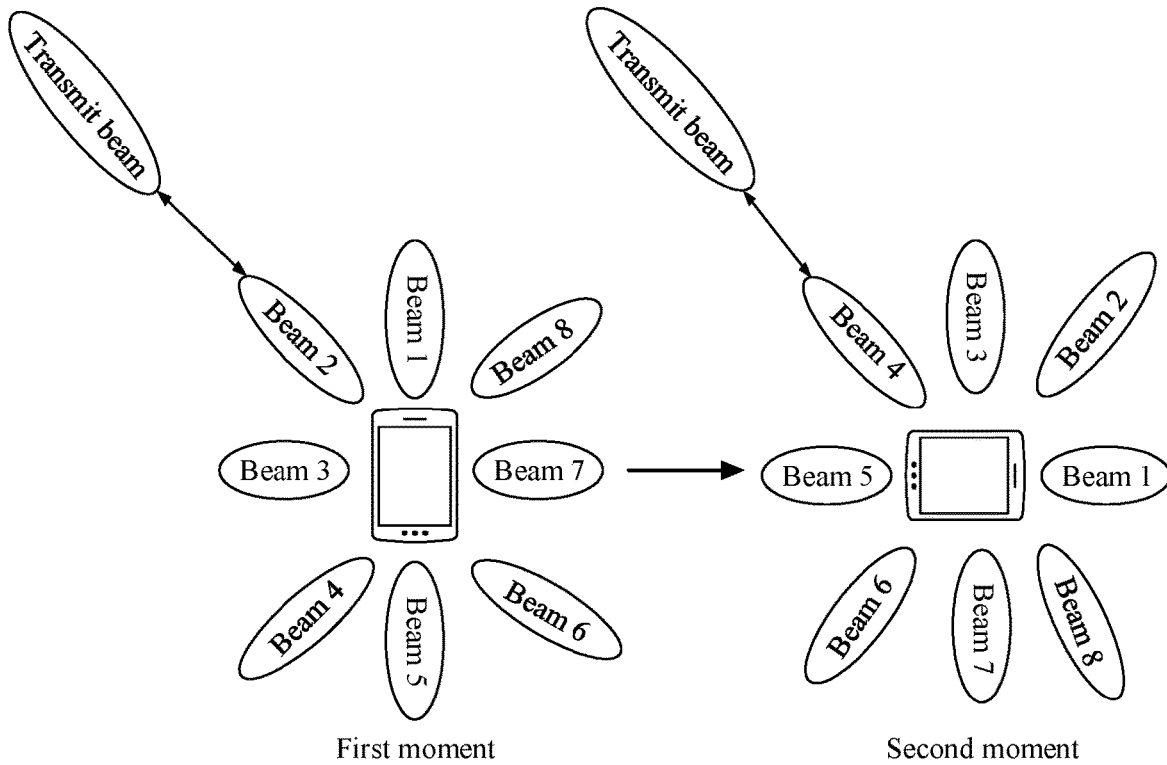 Transmit beam
Beam 2
Beam 1
Beam 8
Beam 3
Beam 7
Beam 4
Beam 5
Beam 6
First moment
Transmit beam
Beam 4
Beam 3
Beam 2
Beam 5
Beam 1
Beam 6
Beam 7
Beam 8
Second moment